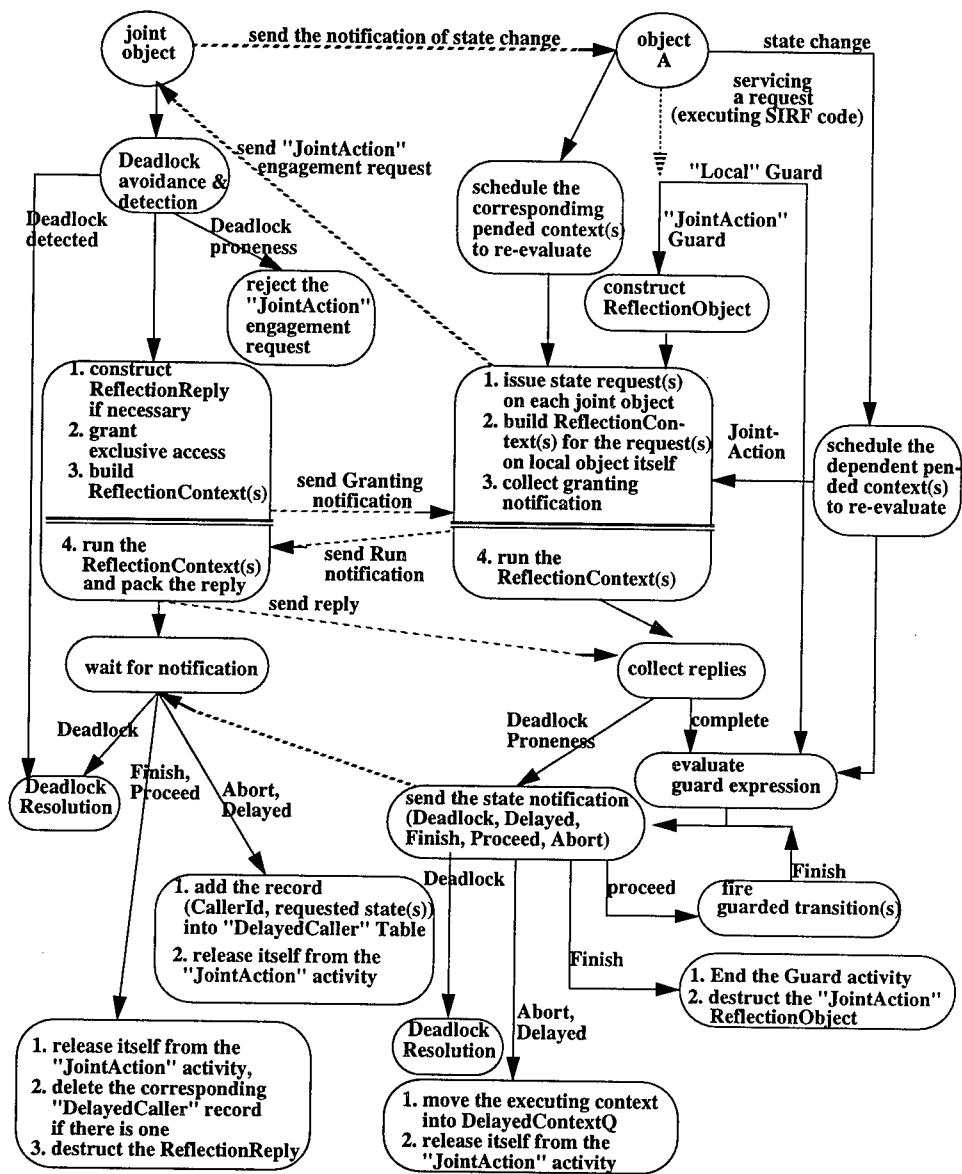 joint
object
send the notification of state change
object
A
state change
servicing
a request
(executing SIRF code)
send "JointAction"
engagement request
Deadlock
avoidance &
detection
Deadlock
detected
Deadlock
proneness
reject the
"JointAction"
engagement
request
schedule the
correspondimg
pended context(s)
to re-evaluate
"Local" Guard
"JointAction"
Guard
construct
ReflectionObject
1. construct
ReflectionReply
if necessary
2. grant
exclusive access
3. build
ReflectionContext(s)
4. run the
ReflectionContext(s)
and pack the reply
send Granting
notification
send Run
notification
1. issue state request(s)
on each joint object
2. build ReflectionCon-
text(s) for the request(s)
on local object itself
3. collect granting
notification
4. run the
ReflectionContext(s)
Joint-
Action
schedule the
dependent pen-
ded context(s)
to re-evaluate
send reply
wait for notification
collect replies
Deadlock
Finish,
Proceed
Abort,
Delayed
Deadlock
Resolution
Deadlock
Proneness
complete
evaluate
guard expression
send the state notification
(Deadlock, Delayed,
Finish, Proceed, Abort)
Deadlock
proceed
Finish
fire
guarded transition(s)
1. add the record
(CallerId, requested state(s))
into "DelayedCaller" Table
2. release itself from the
"JointAction" activity
Finish
1. End the Guard activity
2. destruct the "JointAction"
ReflectionObject
Abort,
Delayed
Deadlock
Resolution
1. release itself from the
"JointAction" activity,
2. delete the corresponding
"DelayedCaller" record
if there is one
3. destruct the ReflectionReply
1. move the executing context
into DelayedContextQ
2. release itself from the
"JointAction" activity